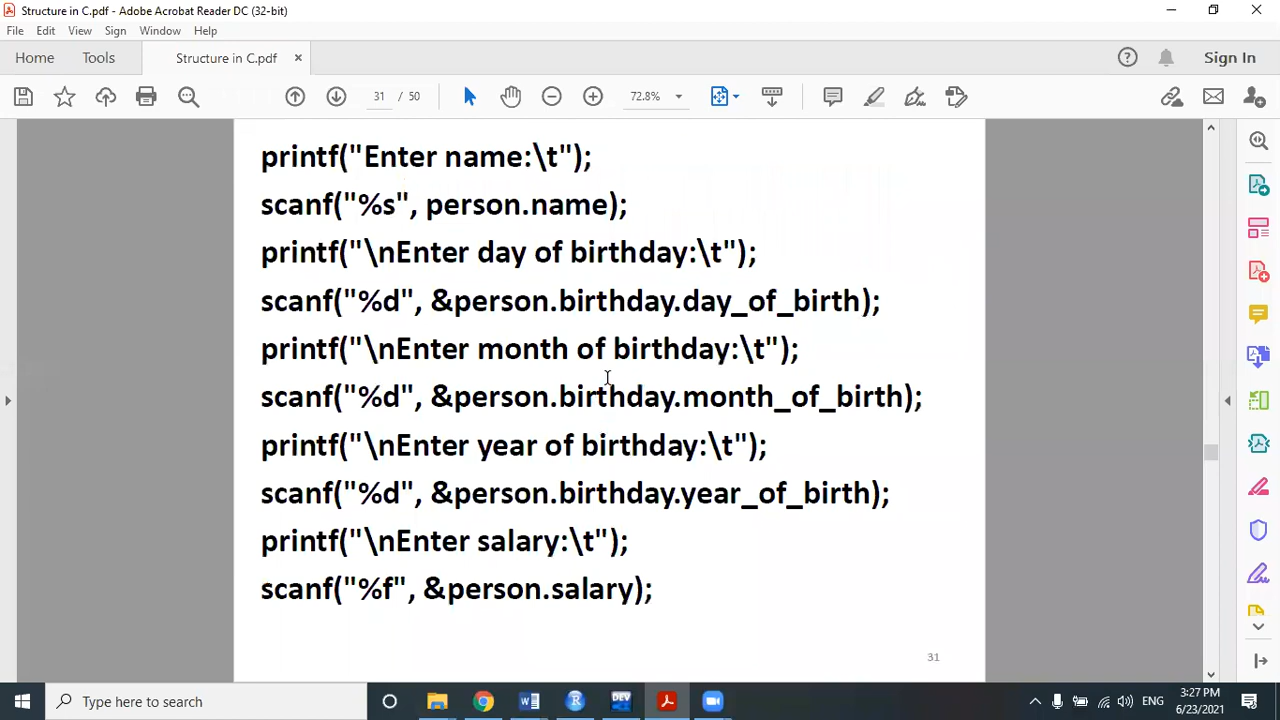 Structure in C.pdf - Adobe Acrobat Reader DC (32-bit)
File Edit View Sign Window Help
Home Tools Structure in C.pdf × Sign In
31 / 50 72.8%
printf("Enter name:\t");
scanf("%s", person.name);
printf("\nEnter day of birthday:\t");
scanf("%d", &person.birthday.day_of_birth);
printf("\nEnter month of birthday:\t");
scanf("%d", &person.birthday.month_of_birth);
printf("\nEnter year of birthday:\t");
scanf("%d", &person.birthday.year_of_birth);
printf("\nEnter salary:\t");
scanf("%f", &person.salary);
31
Type here to search
DEV
ENG
3:27 PM
6/23/2021